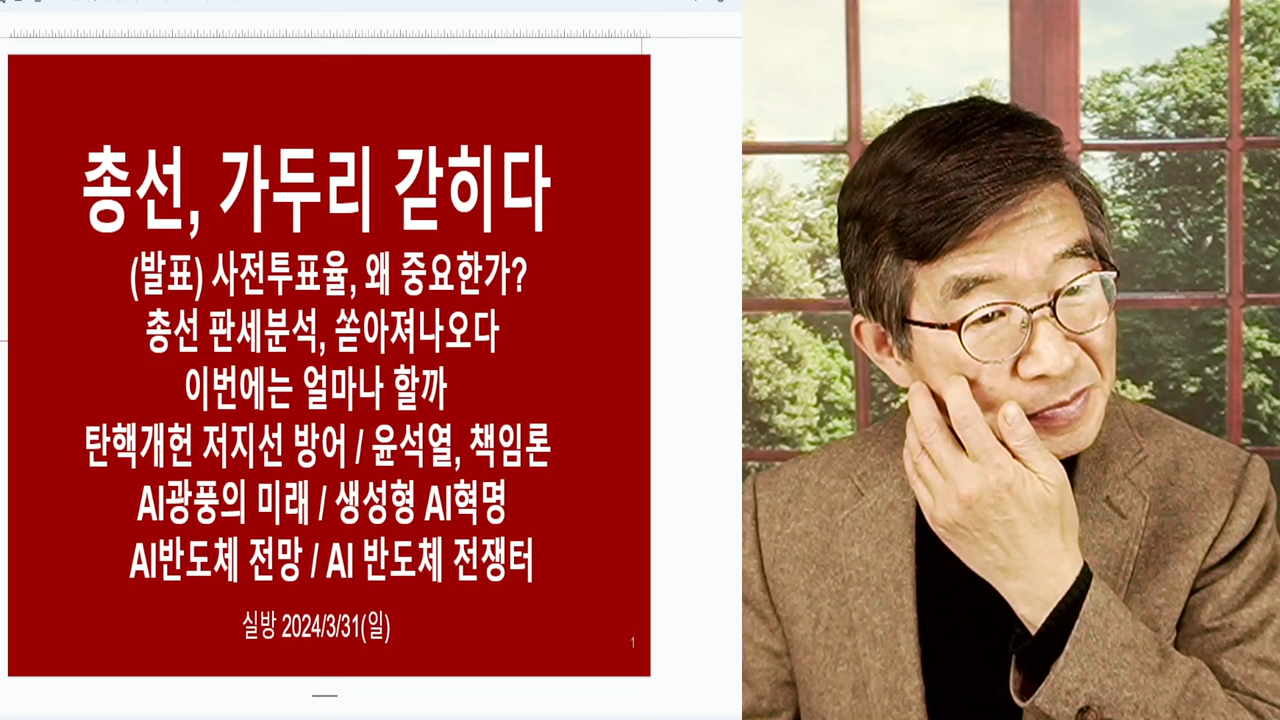 총선, 가두리 갇히다
(발표) 사전투표율, 왜 중요한가?
총선 판세분석, 쏟아져나오다
이번에는 얼마나 할까
탄핵개헌 저지선 방어 / 윤석열, 책임론
AI광풍의 미래 / 생성형 AI혁명
AI반도체 전망 / AI 반도체 전쟁터
실방 2024/3/31(일)
1